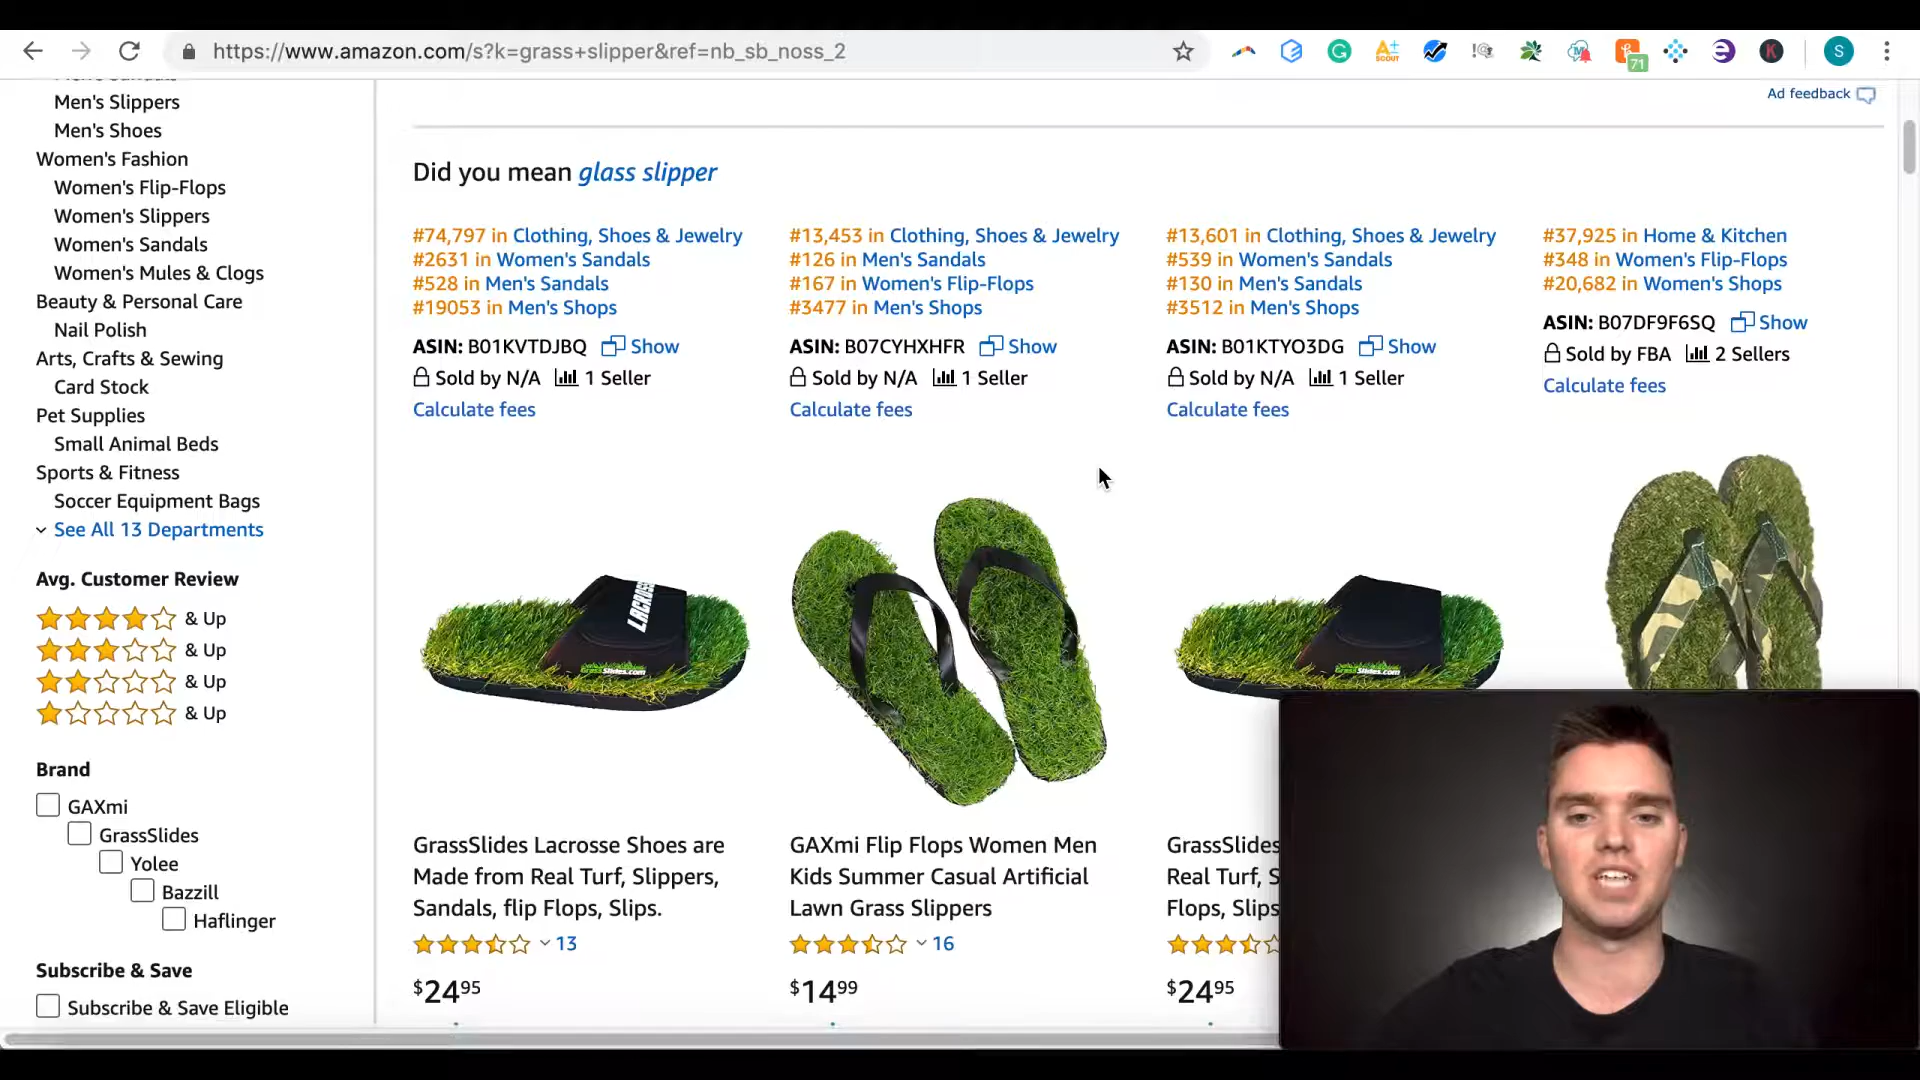 https://www.amazon.com/s?k=grass+slipper&ref=nb_sb_noss_2
A+
SCOUT
71
K
S
Men's Sandals
Men's Slippers
Men's Shoes
Women's Fashion
Women's Flip-Flops
Women's Slippers
Women's Sandals
Women's Mules & Clogs
Beauty & Personal Care
Nail Polish
Arts, Crafts & Sewing
Card Stock
Pet Supplies
Small Animal Beds
Sports & Fitness
Soccer Equipment Bags
See All 13 Departments
Avg. Customer Review
& Up
& Up
& Up
& Up
Brand
GAXmi
GrassSlides
Yolee
Bazzill
Haflinger
Subscribe & Save
Subscribe & Save Eligible
Ad feedback
Did you mean glass slipper
#74,797 in Clothing, Shoes & Jewelry
#2631 in Women's Sandals
#528 in Men's Sandals
#19053 in Men's Shops
ASIN: B01KVTDJBQ Show
Sold by N/A 1 Seller
Calculate fees
LACROSSE
GrassSlides.com
GrassSlides Lacrosse Shoes are
Made from Real Turf, Slippers,
Sandals, flip Flops, Slips.
13
$2495
#13,453 in Clothing, Shoes & Jewelry
#126 in Men's Sandals
#167 in Women's Flip-Flops
#3477 in Men's Shops
ASIN: B07CYHXHFR Show
Sold by N/A 1 Seller
Calculate fees
GAXmi Flip Flops Women Men
Kids Summer Casual Artificial
Lawn Grass Slippers
16
$14.99
#13,601 in Clothing, Shoes & Jewelry
#539 in Women's Sandals
#130 in Men's Sandals
#3512 in Men's Shops
ASIN: B01KTYO3DG Show
Sold by N/A 1 Seller
Calculate fees
GrassSlides.com
GrassSlides
Real Turf, S
Flops, Slips
$24.95
#37,925 in Home & Kitchen
#348 in Women's Flip-Flops
#20,682 in Women's Shops
ASIN: B07DF9F6SQ Show
Sold by FBA 2 Sellers
Calculate fees